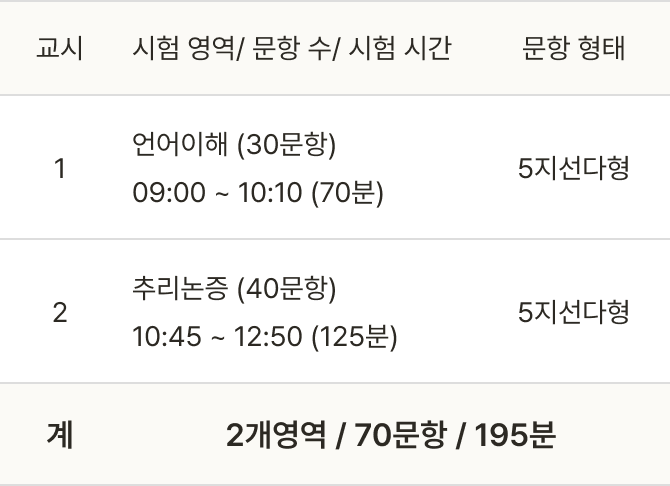 교시 시험 영역/ 문항 수/ 시험 시간 문항 형태
1 언어이해 (30문항) 5지선다형
09:00 ~ 10:10 (70분)
2 추리논증 (40문항) 5지선다형
10:45 ~ 12:50 (125분)
계 2개영역 / 70문항 / 195분